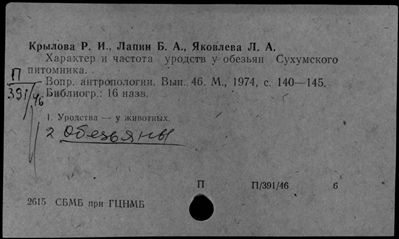 Крылова Р. И., Лапин Б. А., Яковлева Л. А.
Характер и частота уродств у обезьян Сухумского
питомника.
П
391/46
Вопр. антропологии. Вып. 46. М., 1974, с. 140—145.
Библиогр.: 16 назв.
1. Уродства — у животных.
2 Обезьяны
П П/391/46 6
2615 СБМБ при ГЦНМБ